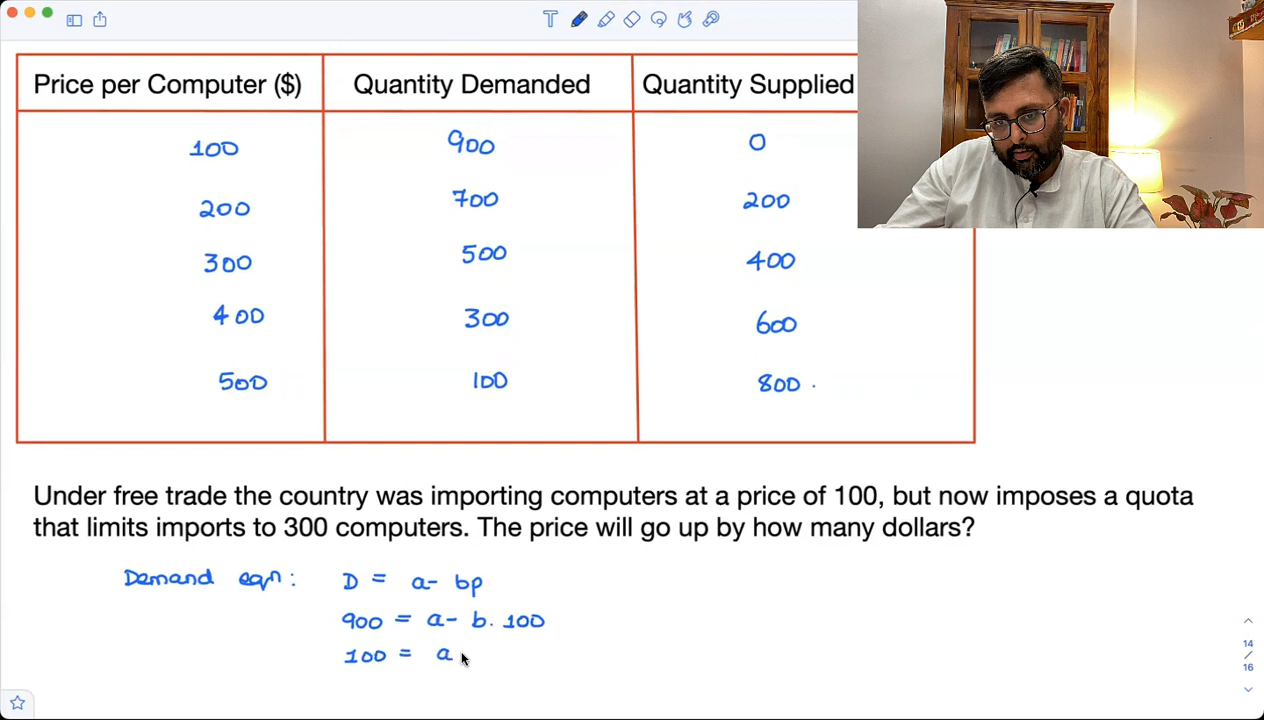 Price per Computer ($) Quantity Demanded Quantity Supplied
100 900 0
200 700 200
300 500 400
400 300 600
500 100 800 .
Under free trade the country was importing computers at a price of 100, but now imposes a quota
that limits imports to 300 computers. The price will go up by how many dollars?
Demand eqn: D = a- bp
900 = a- b. 100
100 = a
14
16